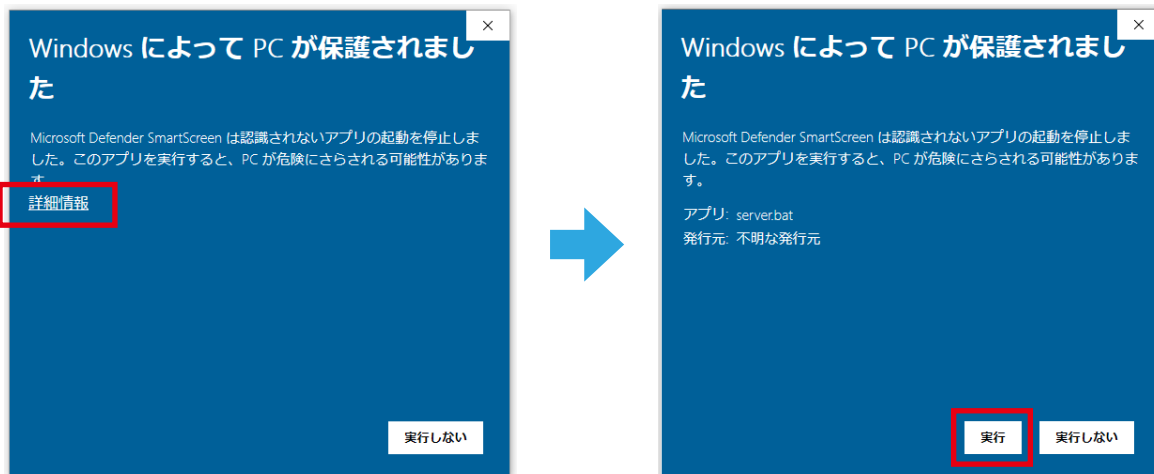 Windows によって PC が保護されまし
た
Microsoft Defender SmartScreen は認識されないアプリの起動を停止しま
した。このアプリを実行すると、PC が危険にさらされる可能性がありま
す。
詳細情報
実行しない
Windows によって PC が保護されまし
た
Microsoft Defender SmartScreen は認識されないアプリの起動を停止しま
した。このアプリを実行すると、PC が危険にさらされる可能性がありま
す。
アプリ: server.bat
発行元: 不明な発行元
実行
実行しない